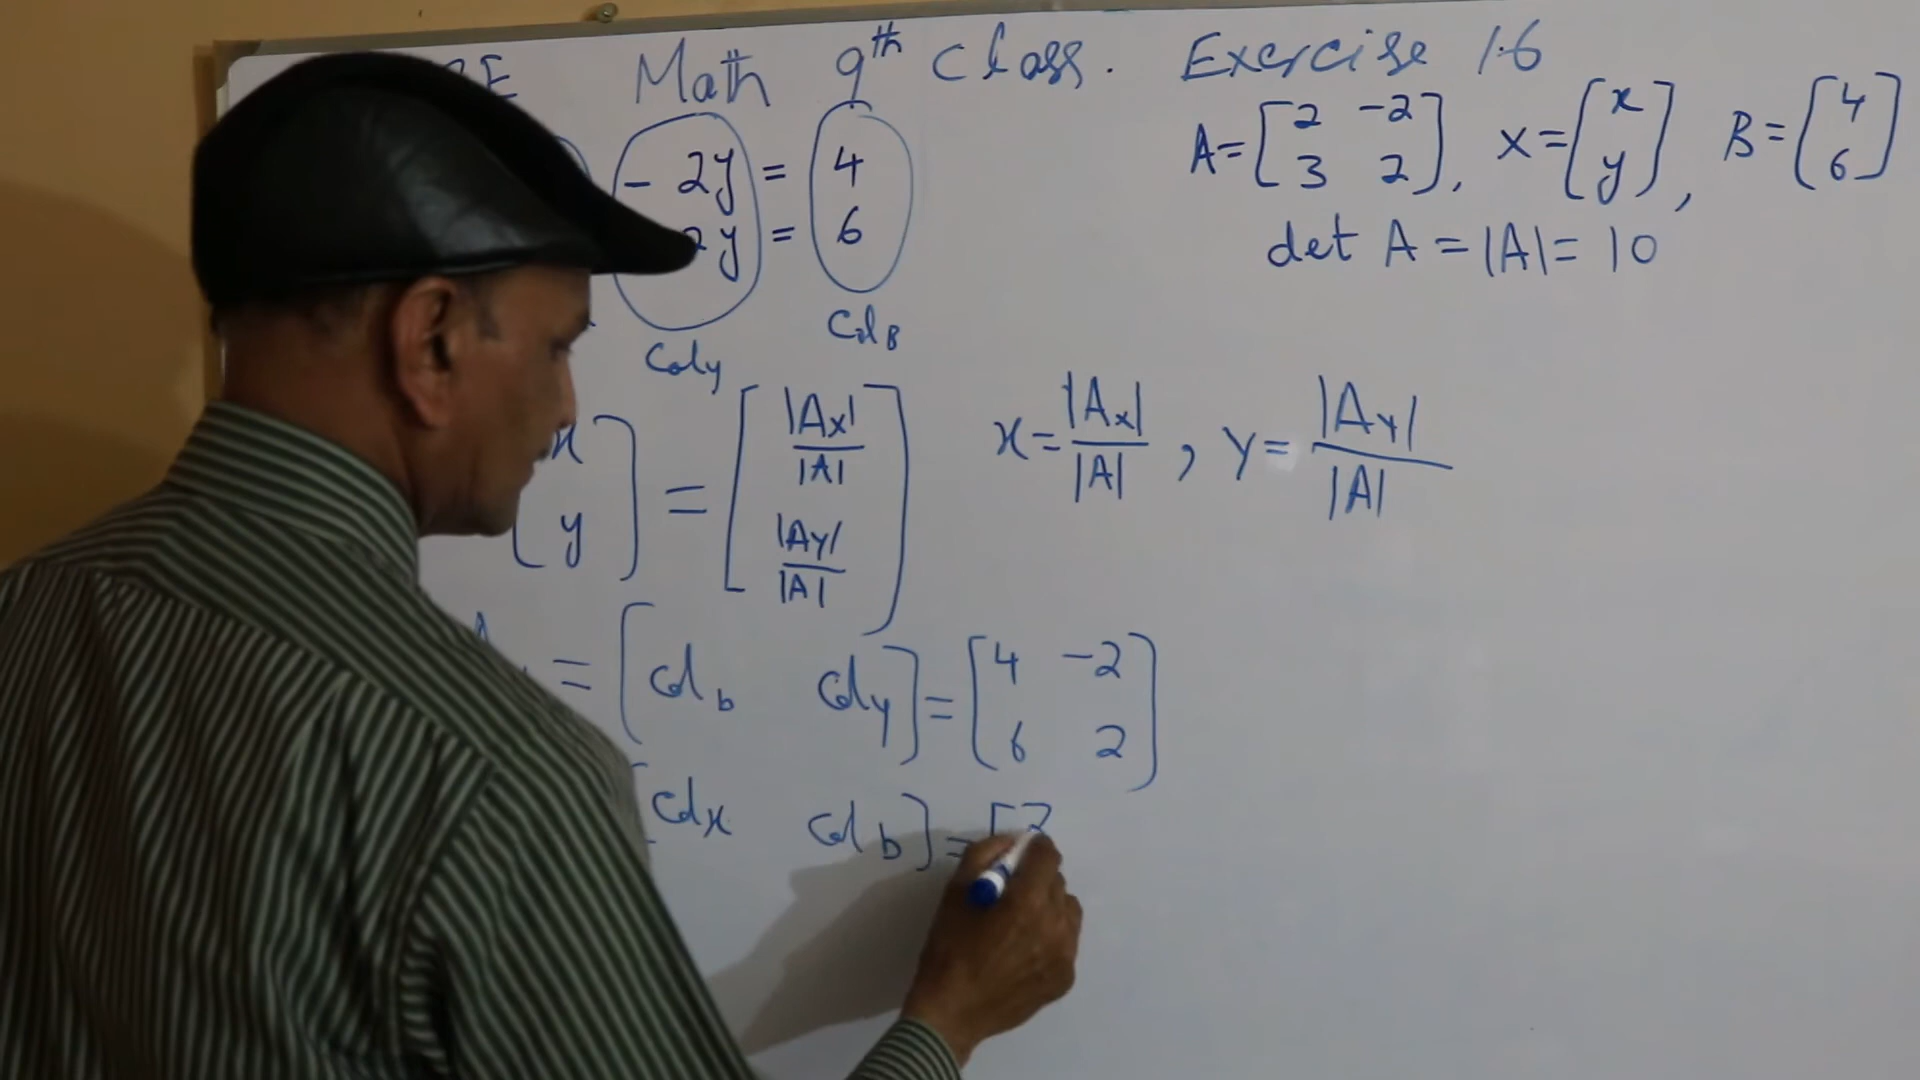 Math 9th Class. Exercise 1.6
- 2y = 4
2y = 6
Col y
Col B
A = [2 -2
3 2], X = [x
y], B = [4
6]
det A = |A| = 10
[x
y] = [|Ax|/|A|
|Ay|/|A|]
x = |Ax|/|A| , y = |Ay|/|A|
= [Col b Col y] = [4 -2
6 2]
[Col x Col b] = [2